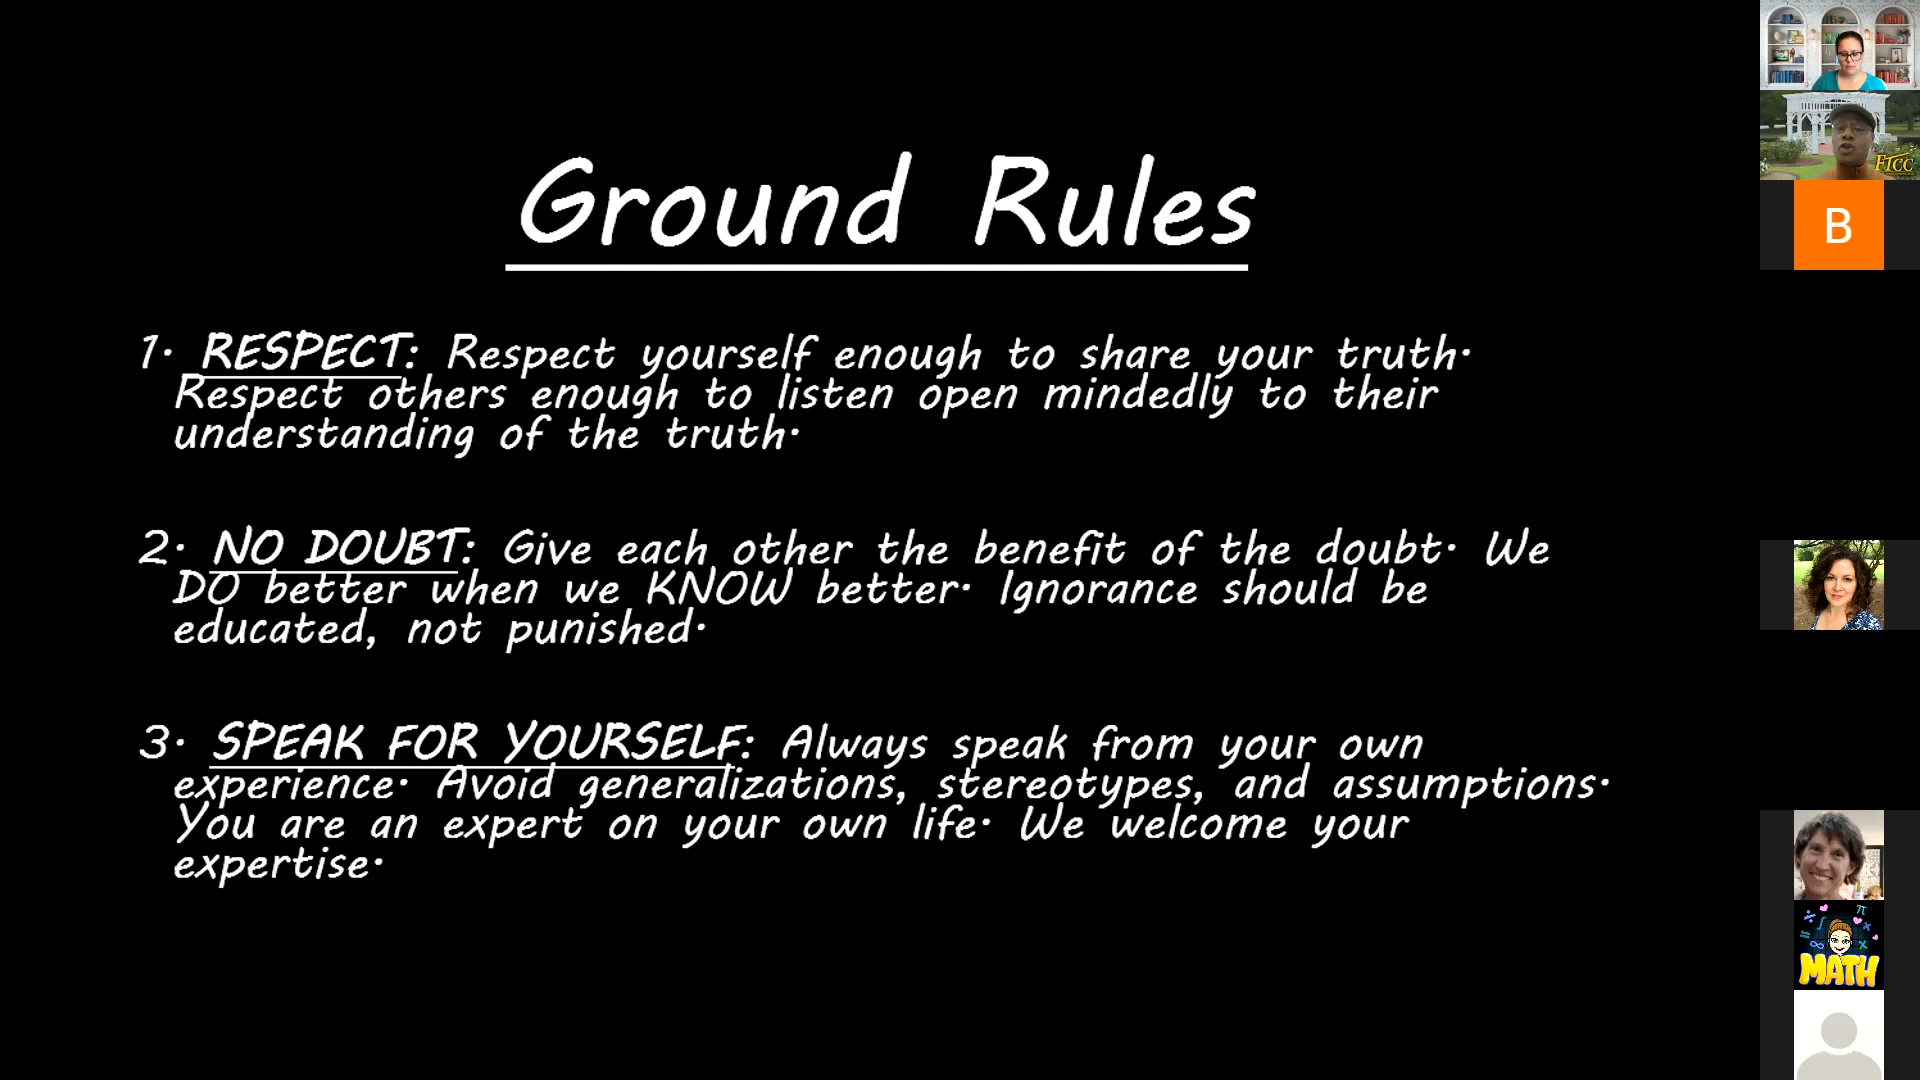 Ground Rules
1. RESPECT: Respect yourself enough to share your truth.
Respect others enough to listen open mindedly to their
understanding of the truth.
2. NO DOUBT: Give each other the benefit of the doubt. We
DO better when we KNOW better. Ignorance should be
educated, not punished.
3. SPEAK FOR YOURSELF: Always speak from your own
experience. Avoid generalizations, stereotypes, and assumptions.
You are an expert on your own life. We welcome your
expertise.
FTCC
B
÷ π
∫ x
= ∞ x
MATH